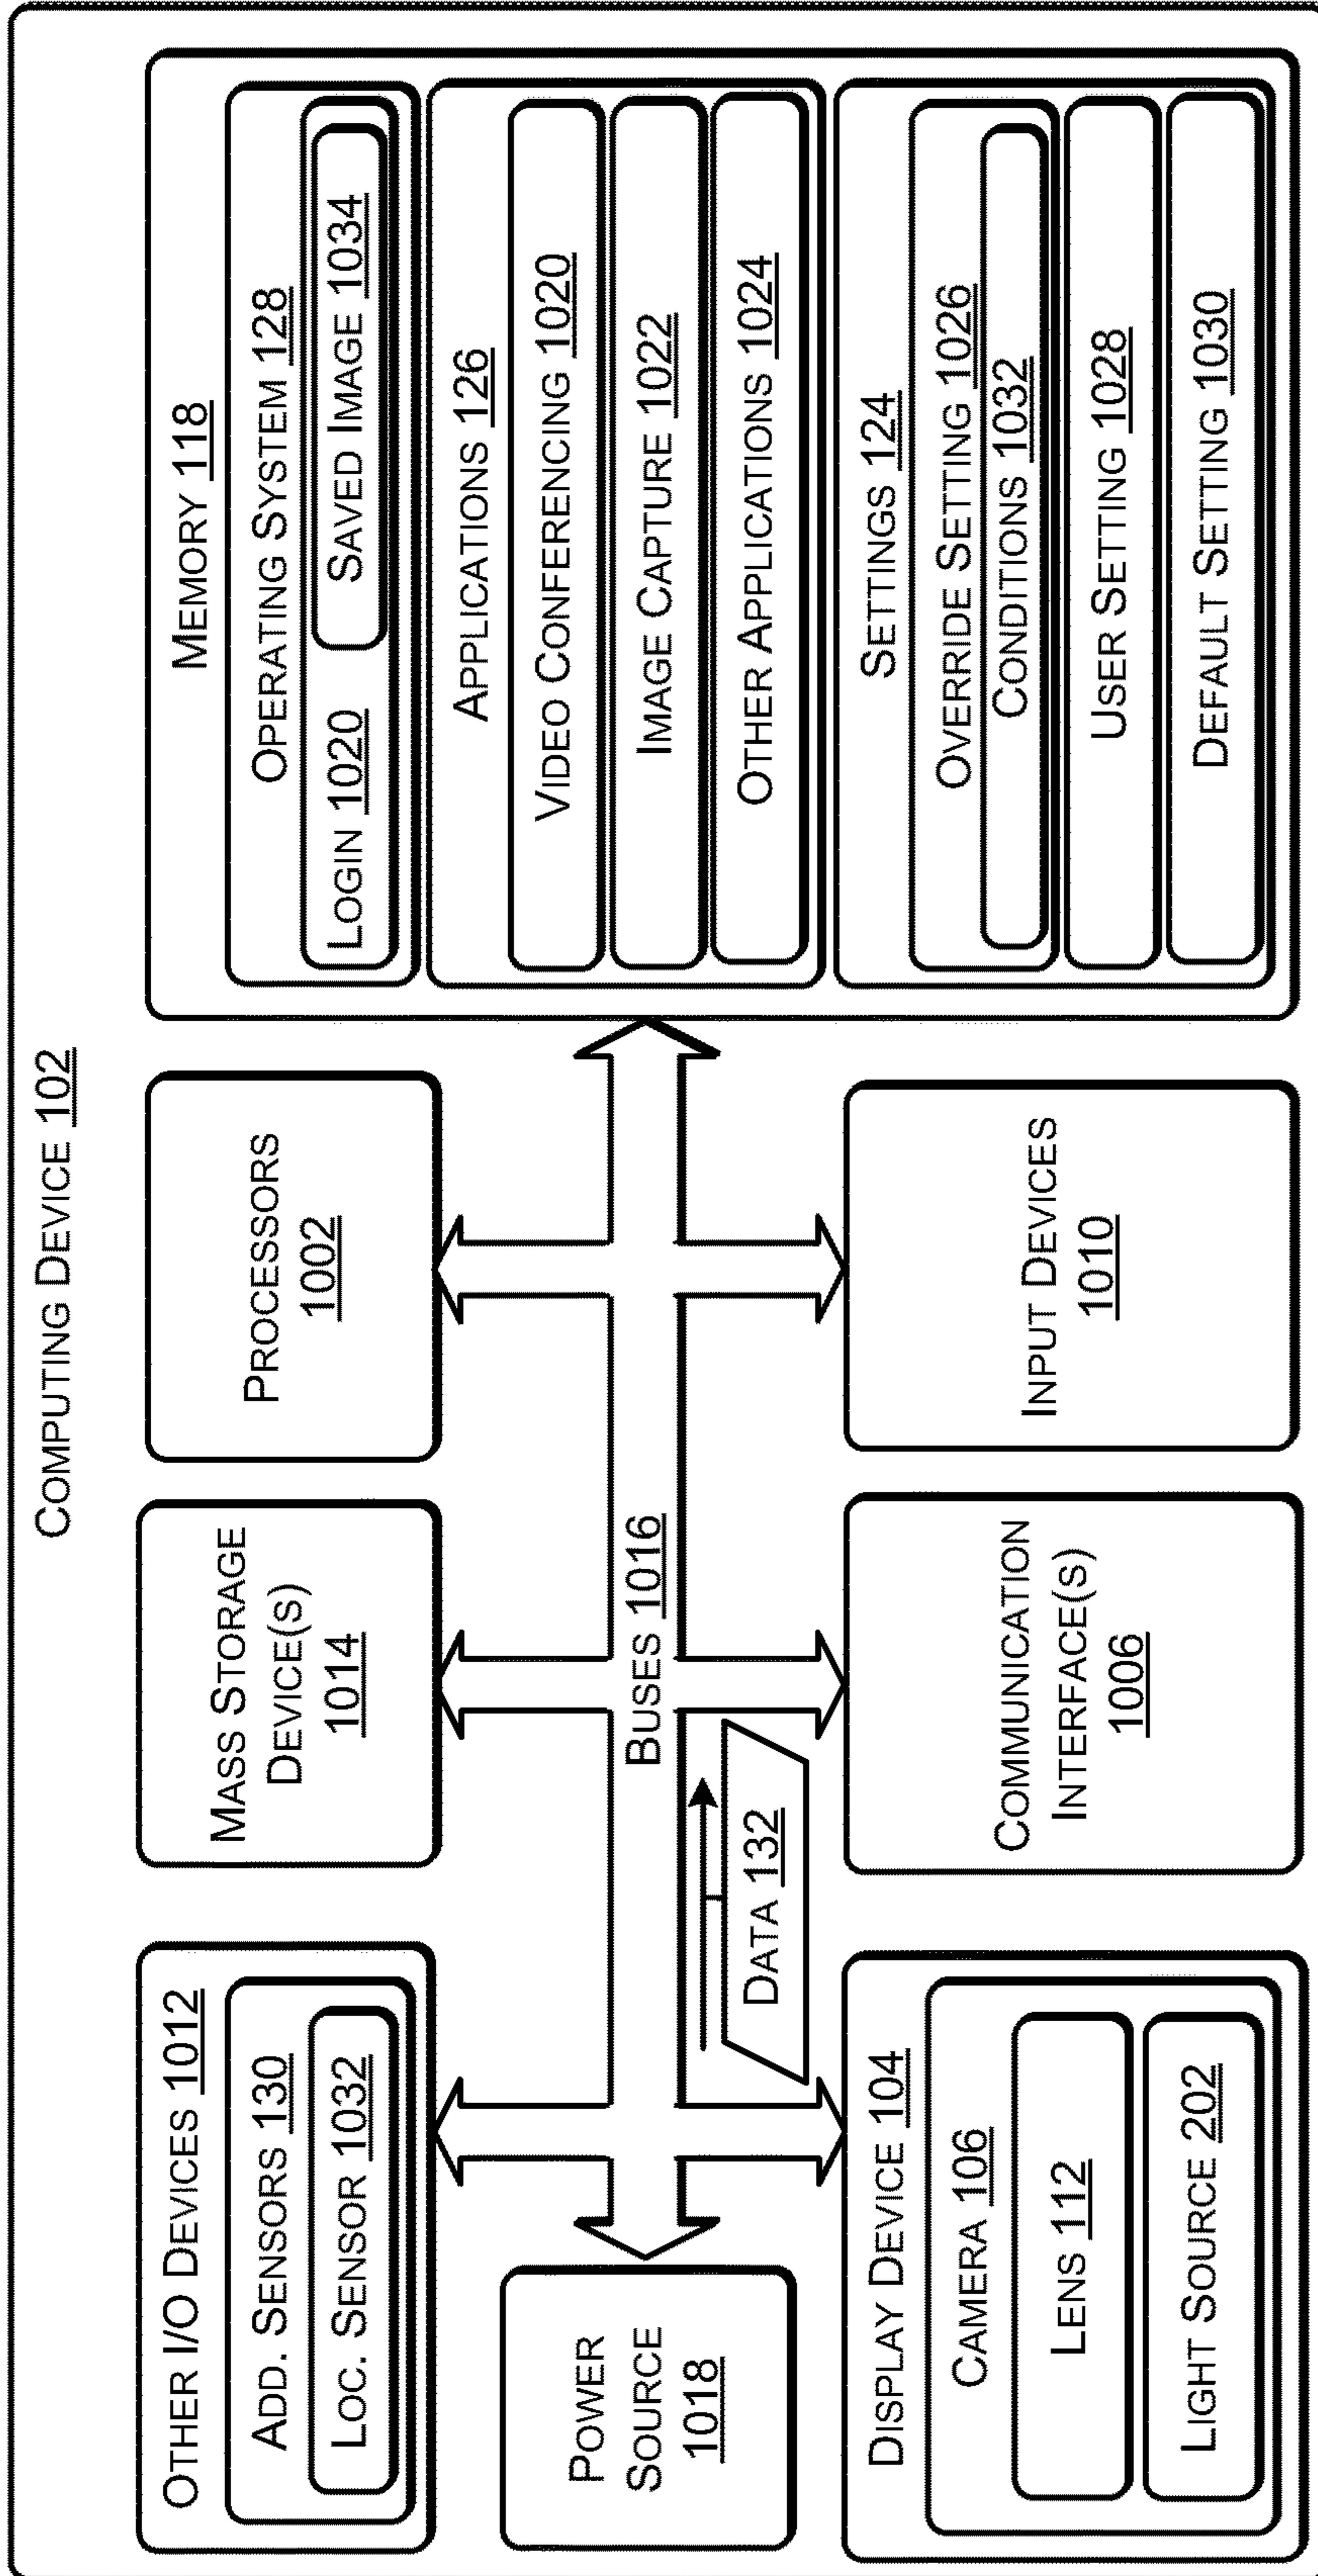 COMPUTING DEVICE 102
OTHER I/O DEVICES 1012
ADD. SENSORS 130
LOC. SENSOR 1032
MASS STORAGE
DEVICE(S)
1014
PROCESSORS
1002
POWER
SOURCE
1018
BUSES 1016
DATA 132
DISPLAY DEVICE 104
CAMERA 106
LENS 112
LIGHT SOURCE 202
COMMUNICATION
INTERFACE(S)
1006
INPUT DEVICES
1010
MEMORY 118
OPERATING SYSTEM 128
LOGIN 1020
SAVED IMAGE 1034
APPLICATIONS 126
VIDEO CONFERENCING 1020
IMAGE CAPTURE 1022
OTHER APPLICATIONS 1024
SETTINGS 124
OVERRIDE SETTING 1026
CONDITIONS 1032
USER SETTING 1028
DEFAULT SETTING 1030